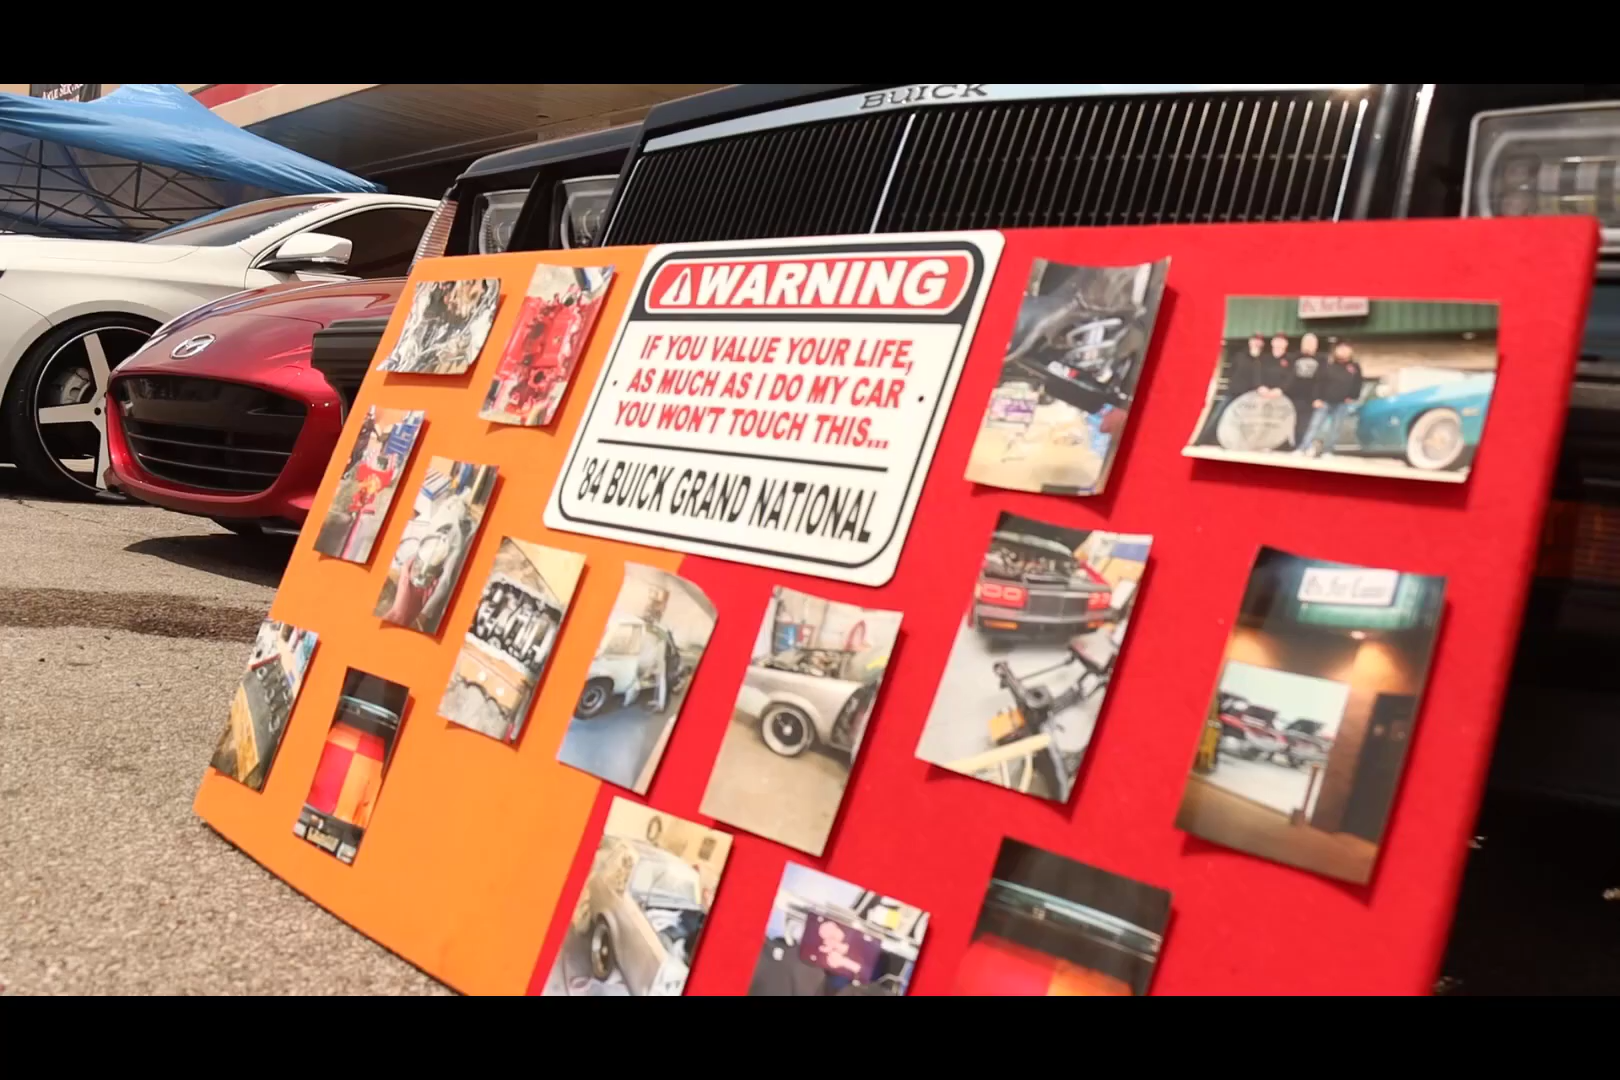 BUICK
WARNING
IF YOU VALUE YOUR LIFE,
AS MUCH AS I DO MY CAR
YOU WON'T TOUCH THIS...
'84 BUICK GRAND NATIONAL